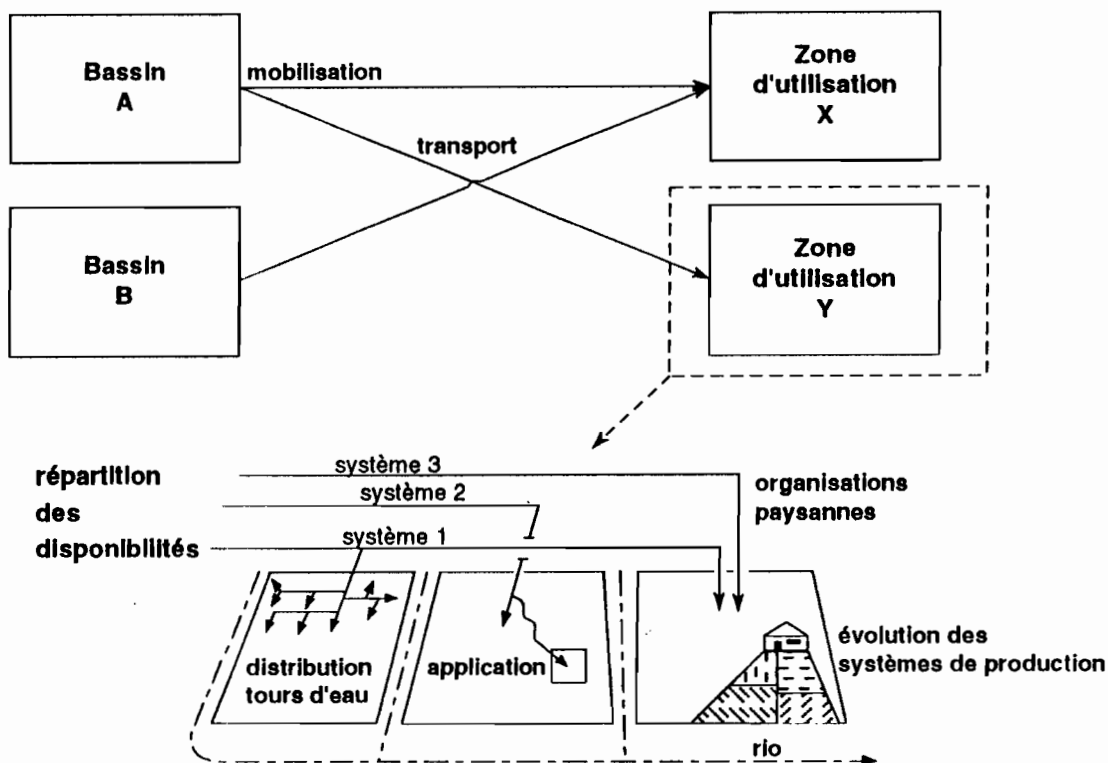 Bassin
A
mobilisation
Zone
d'utilisation
X
transport
Bassin
B
Zone
d'utilisation
Y
répartition
des
disponibilités
système 3
système 2
système 1
organisations
paysannes
distribution
tours d'eau
application
évolution des
systèmes de production
rio